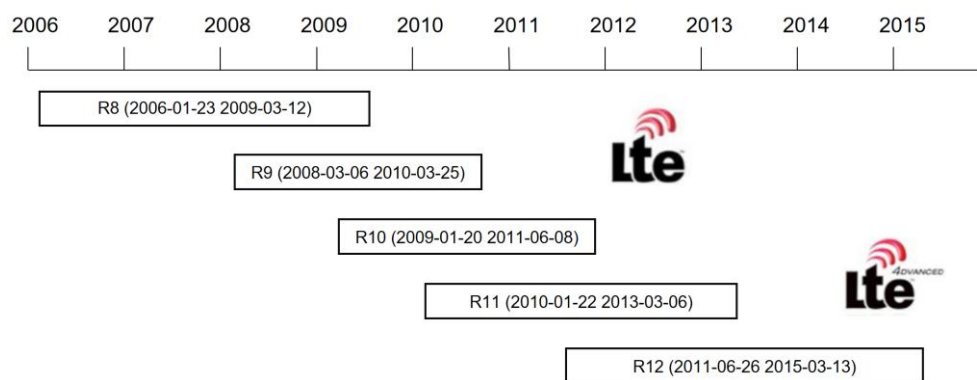 2006 2007 2008 2009 2010 2011 2012 2013 2014 2015
R8 (2006-01-23 2009-03-12)
R9 (2008-03-06 2010-03-25)
Lte
R10 (2009-01-20 2011-06-08)
4DVANCED
Lte
R11 (2010-01-22 2013-03-06)
R12 (2011-06-26 2015-03-13)